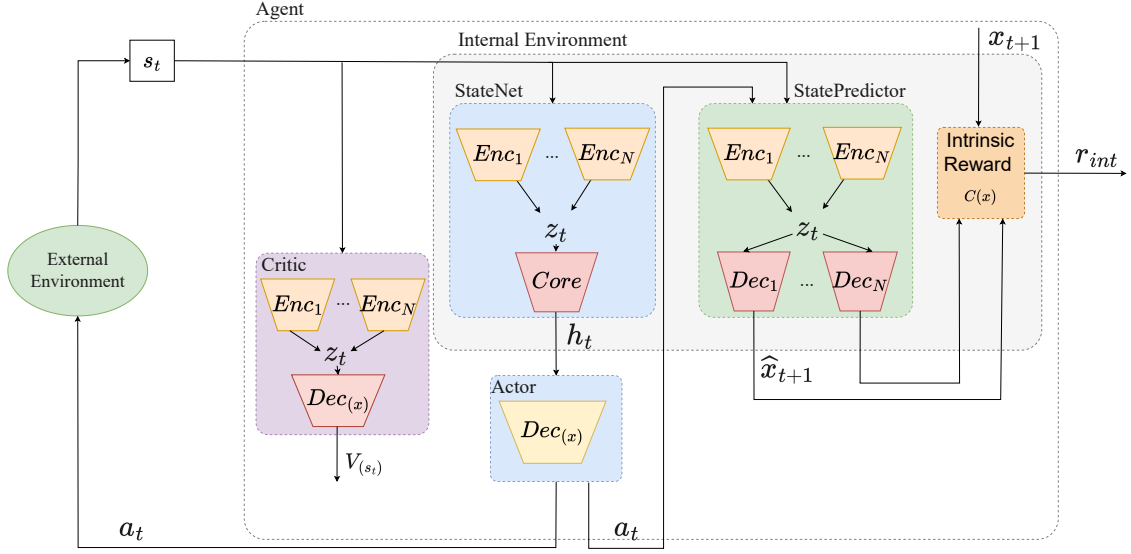 Agent
Internal Environment
$x_{t+1}$
$s_t$
StateNet
StatePredictor
$Enc_1$ ... $Enc_N$
$Enc_1$ ... $Enc_N$
Intrinsic
Reward
$C(x)$
$r_{int}$
$z_t$
$z_t$
External
Environment
Critic
$Enc_1$ ... $Enc_N$
$Core$
$Dec_1$ ... $Dec_N$
$h_t$
$z_t$
$\widehat{x}_{t+1}$
$Dec_{(x)}$
Actor
$Dec_{(x)}$
$V_{(s_t)}$
$a_t$
$a_t$